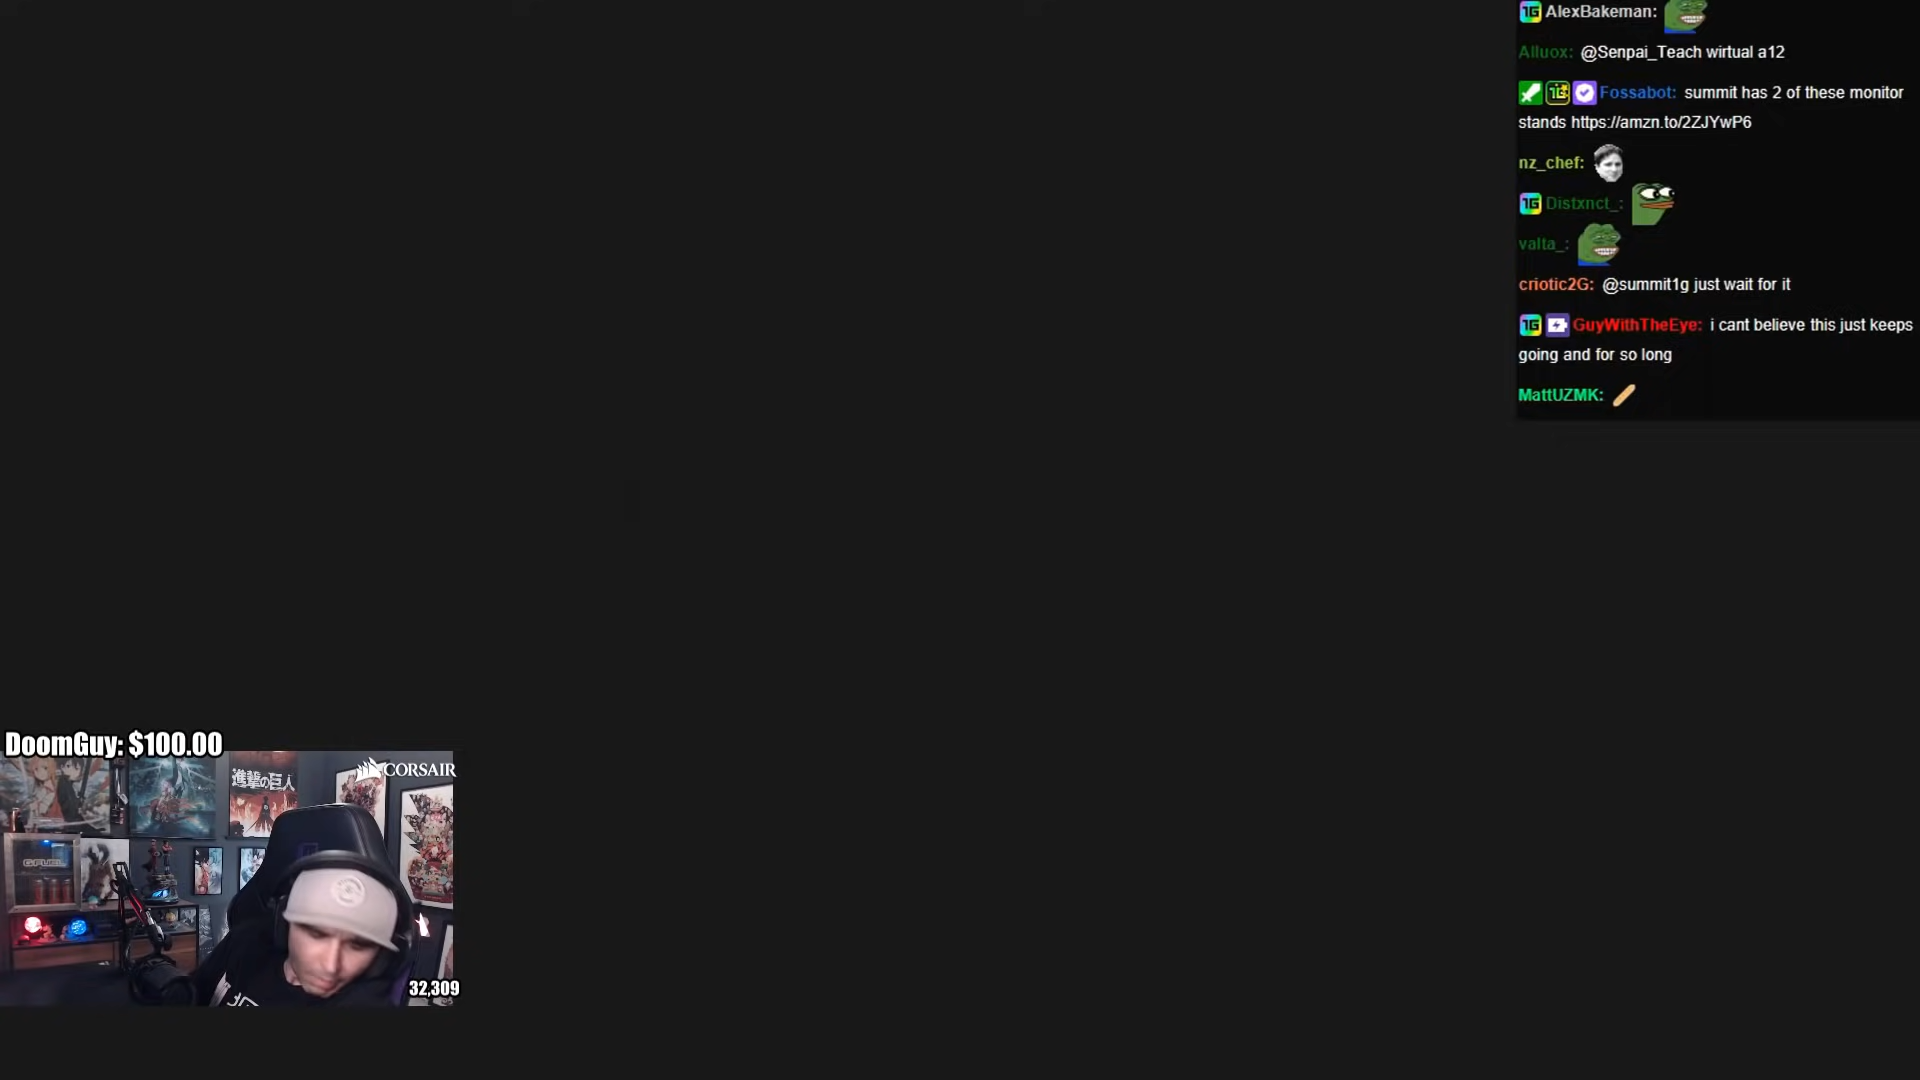 AlexBakeman:
Alluox: @Senpai_Teach wirtual a12
Fossabot: summit has 2 of these monitor
stands https://amzn.to/2ZJYwP6
nz_chef:
Distxnct_:
valta_:
criotic2G: @summit1g just wait for it
GuyWithTheEye: i cant believe this just keeps
going and for so long
MattUZMK:
DoomGuy: $100.00
CORSAIR
進撃の巨人
GFUEL
32,309